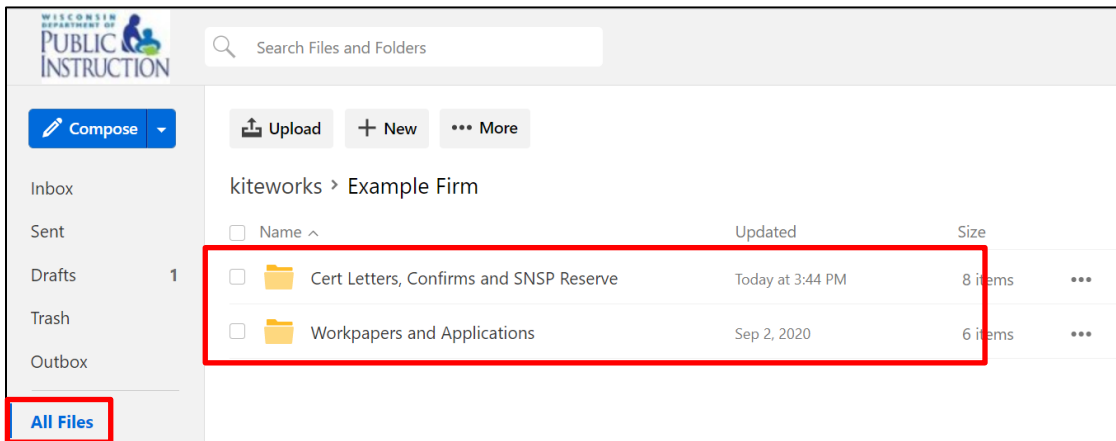 WISCONSIN
DEPARTMENT OF
PUBLIC
INSTRUCTION
Search Files and Folders
Compose
Upload New ••• More
Inbox
kiteworks > Example Firm
Sent
Name Updated Size
Drafts 1
Cert Letters, Confirms and SNSP Reserve Today at 3:44 PM 8 items •••
Trash
Workpapers and Applications Sep 2, 2020 6 items •••
Outbox
All Files